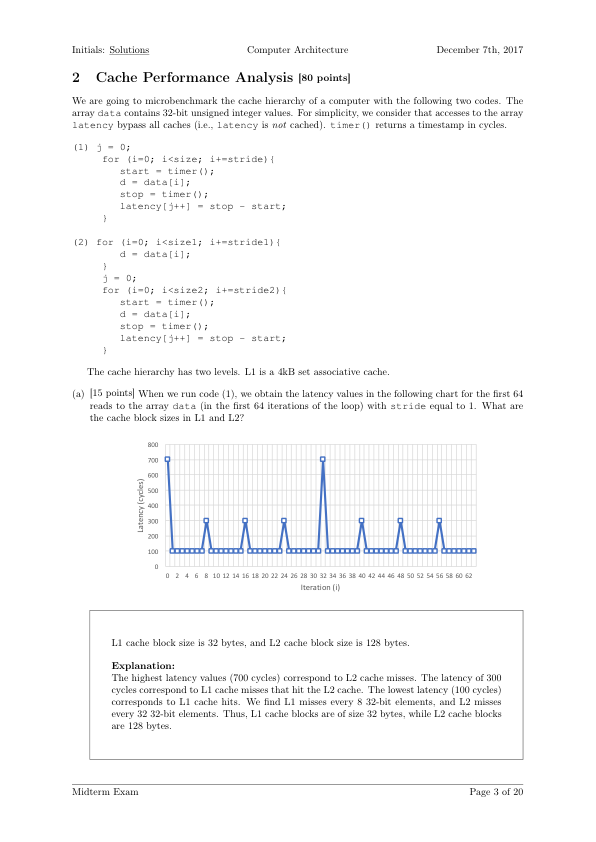 Initials: Solutions Computer Architecture December 7th, 2017
2 Cache Performance Analysis [80 points]
We are going to microbenchmark the cache hierarchy of a computer with the following two codes. The
array data contains 32-bit unsigned integer values. For simplicity, we consider that accesses to the array
latency bypass all caches (i.e., latency is not cached). timer() returns a timestamp in cycles.
(1) j = 0;
for (i=0; i<size; i+=stride){
start = timer();
d = data[i];
stop = timer();
latency[j++] = stop - start;
}
(2) for (i=0; i<size1; i+=stride1){
d = data[i];
}
j = 0;
for (i=0; i<size2; i+=stride2){
start = timer();
d = data[i];
stop = timer();
latency[j++] = stop - start;
}
The cache hierarchy has two levels. L1 is a 4kB set associative cache.
(a) [15 points] When we run code (1), we obtain the latency values in the following chart for the first 64
reads to the array data (in the first 64 iterations of the loop) with stride equal to 1. What are
the cache block sizes in L1 and L2?
800
700
600
500
400
300
200
100
0
Latency (cycles)
0 2 4 6 8 10 12 14 16 18 20 22 24 26 28 30 32 34 36 38 40 42 44 46 48 50 52 54 56 58 60 62
Iteration (i)
L1 cache block size is 32 bytes, and L2 cache block size is 128 bytes.
Explanation:
The highest latency values (700 cycles) correspond to L2 cache misses. The latency of 300
cycles correspond to L1 cache misses that hit the L2 cache. The lowest latency (100 cycles)
corresponds to L1 cache hits. We find L1 misses every 8 32-bit elements, and L2 misses
every 32 32-bit elements. Thus, L1 cache blocks are of size 32 bytes, while L2 cache blocks
are 128 bytes.
Midterm Exam Page 3 of 20